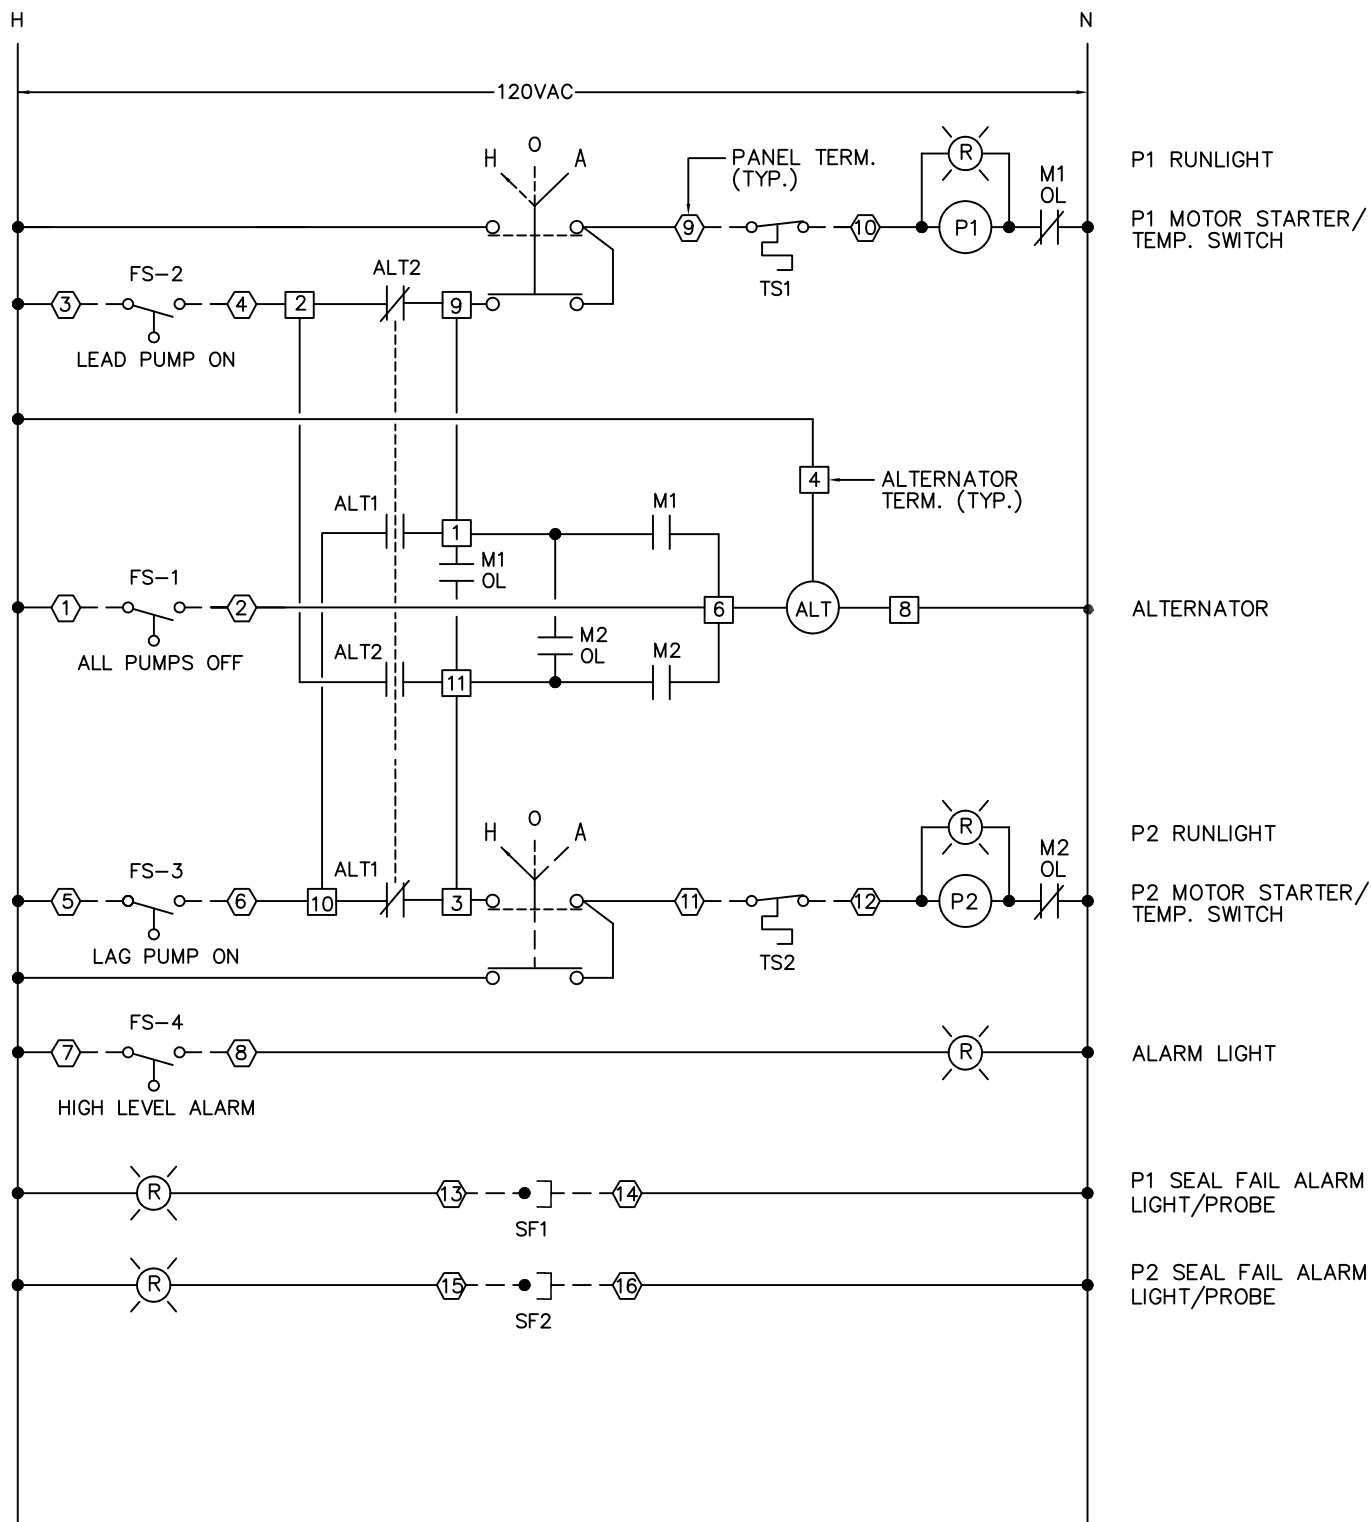 H
N
120VAC
H O A
PANEL TERM.
(TYP.)
R
P1 RUNLIGHT
M1
OL
9
10
P1
P1 MOTOR STARTER/
TEMP. SWITCH
TS1
FS-2
ALT2
3
4
2
9
LEAD PUMP ON
4
ALTERNATOR
TERM. (TYP.)
ALT1
1
M1
M1
OL
FS-1
1
2
6
ALT
8
ALTERNATOR
ALL PUMPS OFF
M2
OL
ALT2
11
M2
H O A
R
P2 RUNLIGHT
M2
OL
FS-3
ALT1
5
6
10
3
11
12
P2
P2 MOTOR STARTER/
TEMP. SWITCH
LAG PUMP ON
TS2
FS-4
7
8
R
ALARM LIGHT
HIGH LEVEL ALARM
R
13
14
SF1
P1 SEAL FAIL ALARM
LIGHT/PROBE
R
15
16
SF2
P2 SEAL FAIL ALARM
LIGHT/PROBE